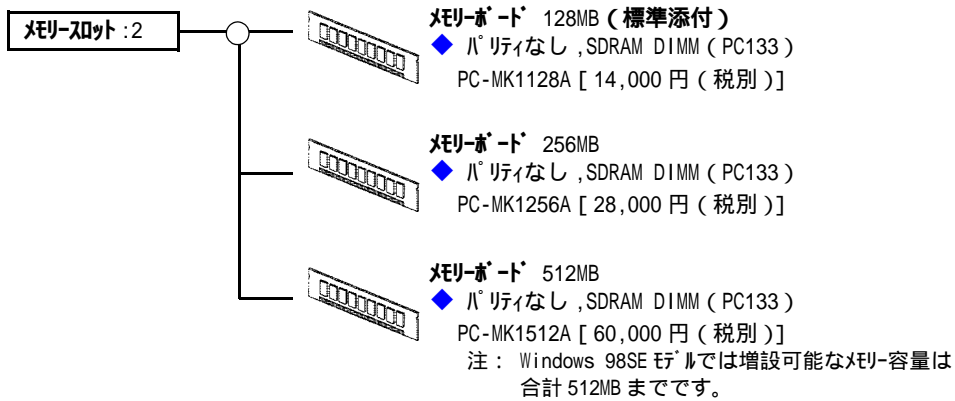 メモリースロット :2
メモリーボード 128MB ( 標準添付 )
◆ パリティなし , SDRAM DIMM ( PC133 )
PC-MK1128A [ 14,000 円 ( 税別 )]
メモリーボード 256MB
◆ パリティなし , SDRAM DIMM ( PC133 )
PC-MK1256A [ 28,000 円 ( 税別 )]
メモリーボード 512MB
◆ パリティなし , SDRAM DIMM ( PC133 )
PC-MK1512A [ 60,000 円 ( 税別 )]
注 : Windows 98SE モデルでは増設可能なメモリー容量は
合計 512MB までです。